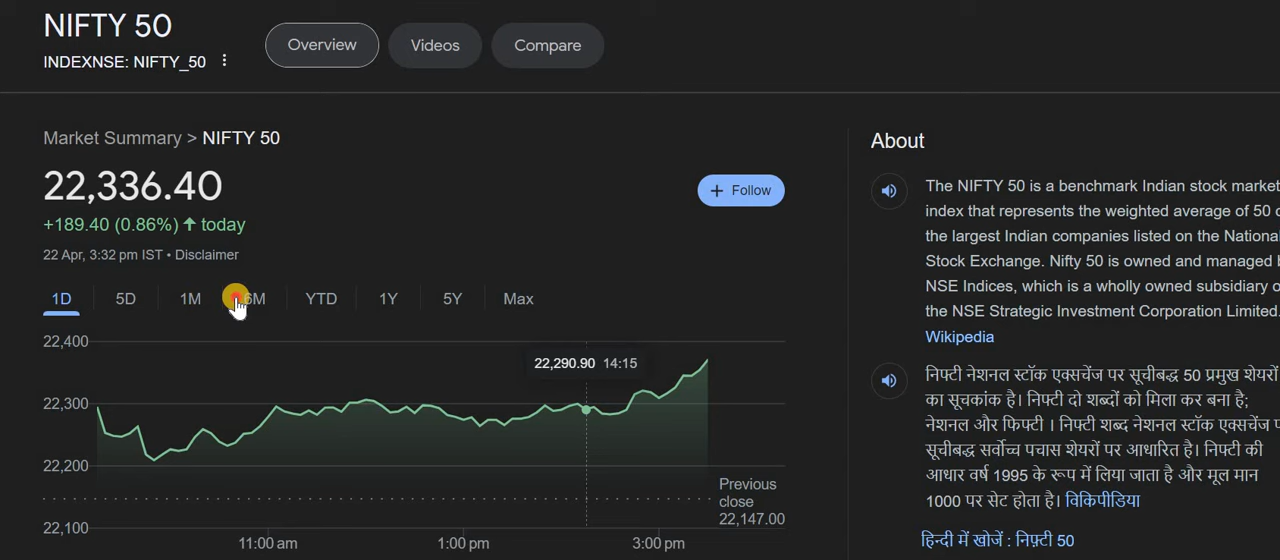 NIFTY 50
INDEXNSE: NIFTY_50
Overview
Videos
Compare
Market Summary > NIFTY 50
22,336.40
+189.40 (0.86%) today
22 Apr, 3:32 pm IST • Disclaimer
Follow
1D 5D 1M 6M YTD 1Y 5Y Max
22,400
22,290.90 14:15
22,300
22,200
22,100
Previous
close
22,147.00
11:00 am 1:00 pm 3:00 pm
About
The NIFTY 50 is a benchmark Indian stock market
index that represents the weighted average of 50
the largest Indian companies listed on the National
Stock Exchange. Nifty 50 is owned and managed
NSE Indices, which is a wholly owned subsidiary
the NSE Strategic Investment Corporation Limited.
Wikipedia
निफ्टी नेशनल स्टॉक एक्सचेंज पर सूचीबद्ध 50 प्रमुख शेयरों
का सूचकांक है। निफ्टी दो शब्दों को मिला कर बना है;
नेशनल और फिफ्टी । निफ्टी शब्द नेशनल स्टॉक एक्सचेंज
सूचीबद्ध सर्वोच्च पचास शेयरों पर आधारित है। निफ्टी की
आधार वर्ष 1995 के रूप में लिया जाता है और मूल मान
1000 पर सेट होता है। विकिपीडिया
हिन्दी में खोजें : निफ़्टी 50